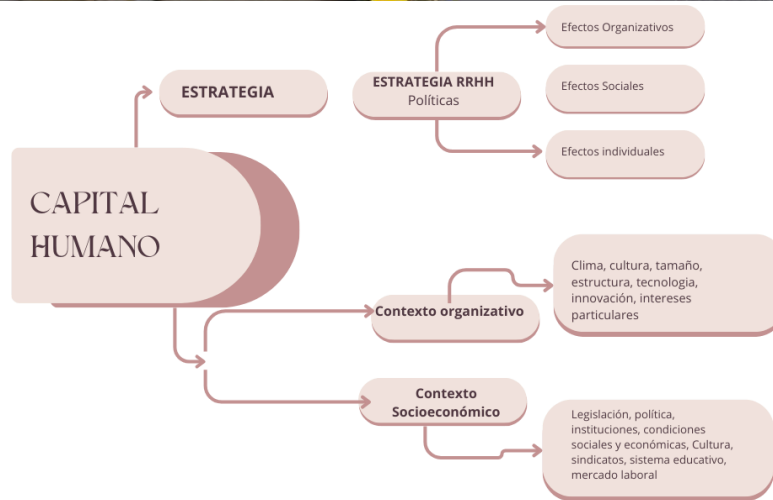 CAPITAL
HUMANO
ESTRATEGIA
ESTRATEGIA RRHH
Políticas
Efectos Organizativos
Efectos Sociales
Efectos individuales
Contexto organizativo
Clima, cultura, tamaño,
estructura, tecnologia,
innovación, intereses
particulares
Contexto
Socioeconómico
Legislación, política,
instituciones, condiciones
sociales y económicas, Cultura,
sindicatos, sistema educativo,
mercado laboral